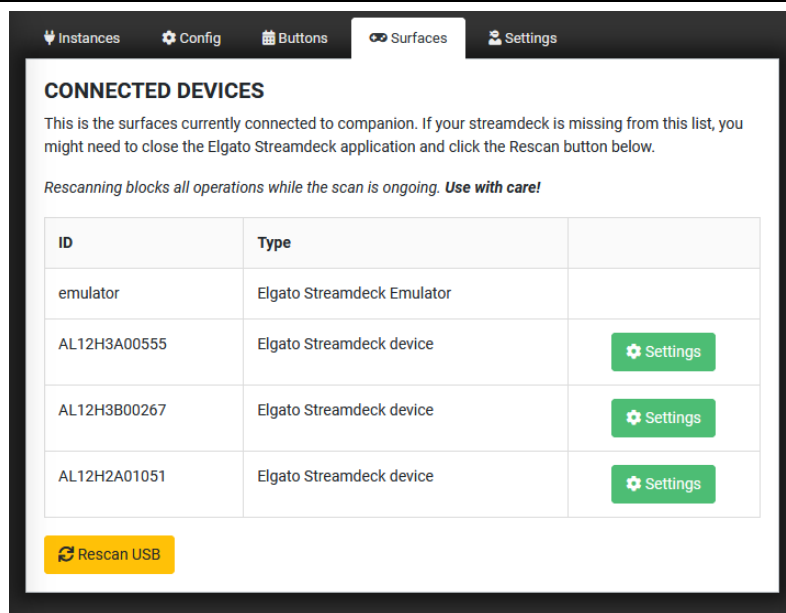 Instances Config Buttons Surfaces Settings
CONNECTED DEVICES
This is the surfaces currently connected to companion. If your streamdeck is missing from this list, you
might need to close the Elgato Streamdeck application and click the Rescan button below.
Rescanning blocks all operations while the scan is ongoing. Use with care!
ID Type
emulator Elgato Streamdeck Emulator
AL12H3A00555 Elgato Streamdeck device Settings
AL12H3B00267 Elgato Streamdeck device Settings
AL12H2A01051 Elgato Streamdeck device Settings
Rescan USB